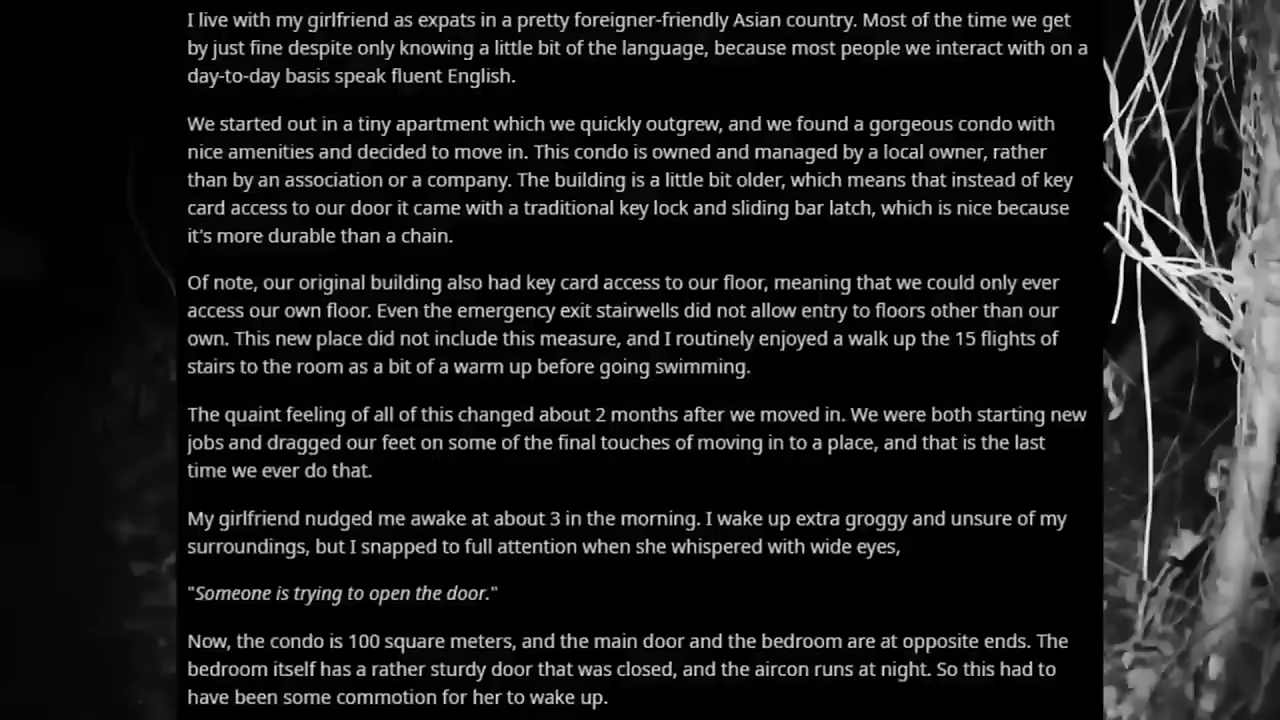 I live with my girlfriend as expats in a pretty foreigner-friendly Asian country. Most of the time we get
by just fine despite only knowing a little bit of the language, because most people we interact with on a
day-to-day basis speak fluent English.
We started out in a tiny apartment which we quickly outgrew, and we found a gorgeous condo with
nice amenities and decided to move in. This condo is owned and managed by a local owner, rather
than by an association or a company. The building is a little bit older, which means that instead of key
card access to our door it came with a traditional key lock and sliding bar latch, which is nice because
it's more durable than a chain.
Of note, our original building also had key card access to our floor, meaning that we could only ever
access our own floor. Even the emergency exit stairwells did not allow entry to floors other than our
own. This new place did not include this measure, and I routinely enjoyed a walk up the 15 flights of
stairs to the room as a bit of a warm up before going swimming.
The quaint feeling of all of this changed about 2 months after we moved in. We were both starting new
jobs and dragged our feet on some of the final touches of moving in to a place, and that is the last
time we ever do that.
My girlfriend nudged me awake at about 3 in the morning. I wake up extra groggy and unsure of my
surroundings, but I snapped to full attention when she whispered with wide eyes,
"Someone is trying to open the door."
Now, the condo is 100 square meters, and the main door and the bedroom are at opposite ends. The
bedroom itself has a rather sturdy door that was closed, and the aircon runs at night. So this had to
have been some commotion for her to wake up.